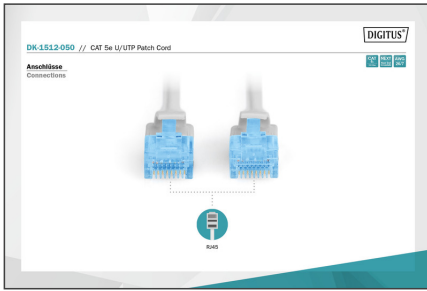 DIGITUS®
DK-1512-050 // CAT 5e U/UTP Patch Cord
Anschlüsse
Connections
RJ45